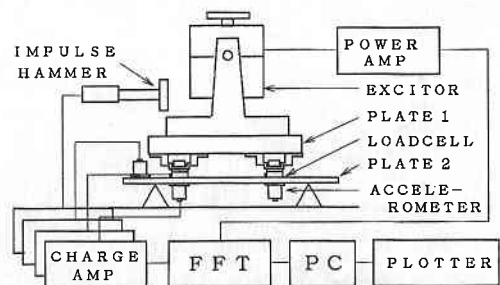 IMPULSE
HAMMER
POWER
AMP
EXCITOR
PLATE 1
LOADCELL
PLATE 2
ACCELE-
ROMETER
CHARGE
AMP
FFT
PC
PLOTTER